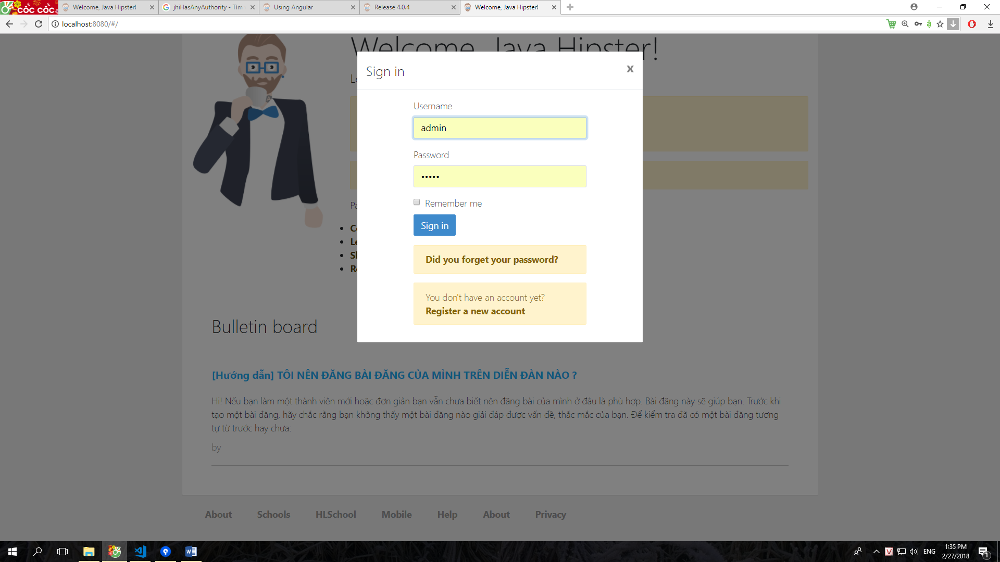 CỐC CỐC
Welcome, Java Hipster!
jhiHasAnyAuthority - Tìm
Using Angular
Release 4.0.4
Welcome, Java Hipster!
localhost:8080/#/
Welcome, Java Hipster!
Sign in
x
Username
admin
Password
•••••
Remember me
Sign in
Did you forget your password?
You don't have an account yet?
Register a new account
Bulletin board
[Hướng dẫn] TÔI NÊN ĐĂNG BÀI ĐĂNG CỦA MÌNH TRÊN DIỄN ĐÀN NÀO ?
Hi! Nếu bạn làm một thành viên mới hoặc đơn giản bạn vẫn chưa biết nên đăng bài của mình ở đâu là phù hợp. Bài đăng này sẽ giúp bạn. Trước khi
tạo một bài đăng, hãy chắc rằng bạn không thấy một bài đăng nào giải đáp được vấn đề, thắc mắc của bạn. Để kiểm tra đã có một bài đăng tương
tự từ trước hay chưa:
by
About Schools HLSchool Mobile Help About Privacy
ENG
1:35 PM
2/27/2018
1